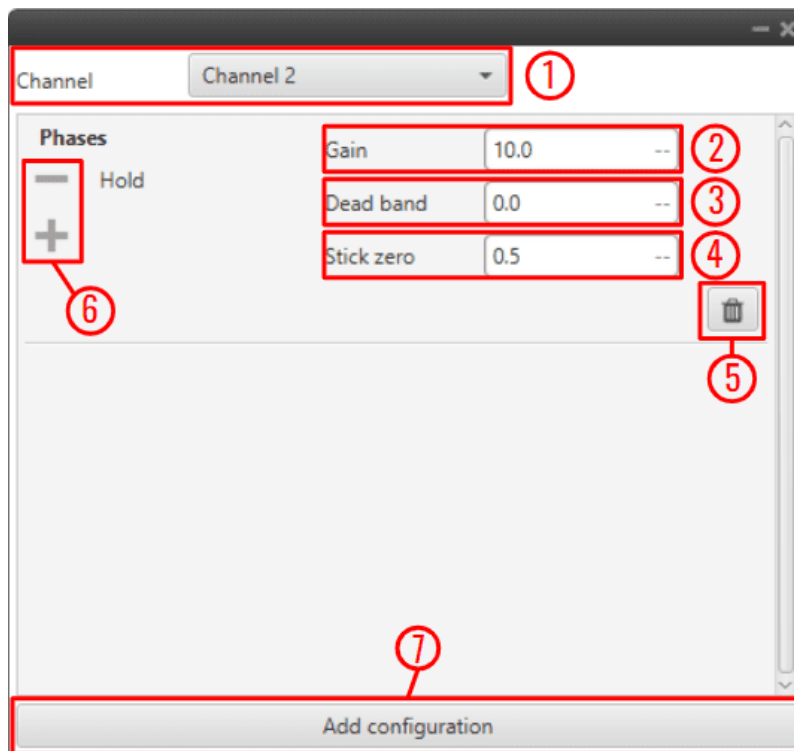 Channel Channel 2 1
Phases
Gain 10.0 -- 2
Hold
Dead band 0.0 -- 3
Stick zero 0.5 -- 4
6
5
7
Add configuration